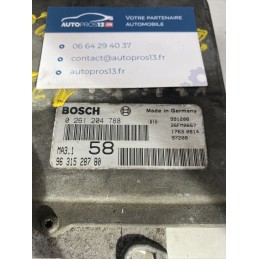 AUTOPROS13.FR
VOTRE PARTENAIRE
AUTOMOBILE
06 64 29 40 37
contact@autopros13.fr
autopros13.fr
BOSCH
Made in Germany
0 261 204 788
MA3.1
58
96 315 287 80